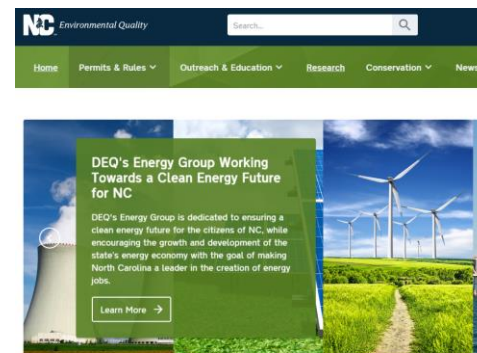 NC Environmental Quality
Search...
Home Permits & Rules Outreach & Education Research Conservation News
DEQ's Energy Group Working
Towards a Clean Energy Future
for NC
DEQ's Energy Group is dedicated to ensuring a
clean energy future for the citizens of NC, while
encouraging the growth and development of the
state's energy economy with the goal of making
North Carolina a leader in the creation of energy
jobs.
Learn More →